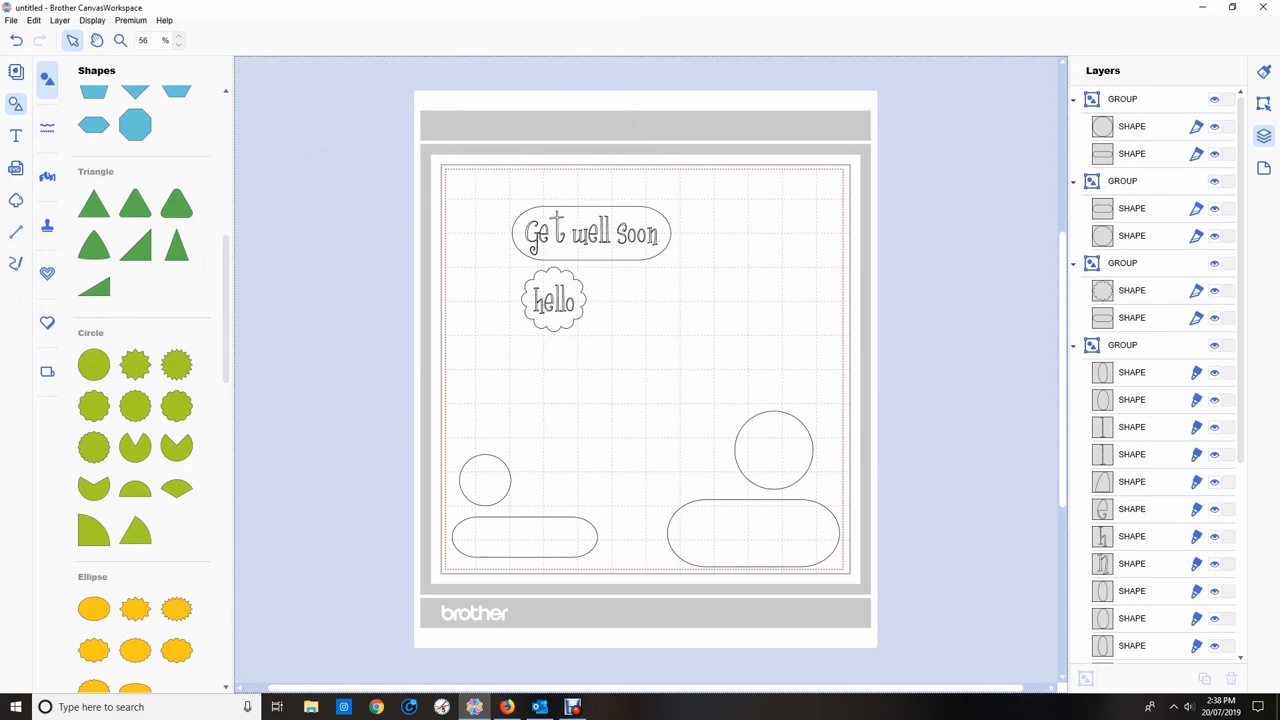 untitled - Brother CanvasWorkspace
File Edit Layer Display Premium Help
56 %
Shapes
Triangle
Circle
Ellipse
Get well soon
hello
brother
Layers
GROUP
SHAPE
SHAPE
GROUP
SHAPE
SHAPE
GROUP
SHAPE
SHAPE
GROUP
SHAPE
SHAPE
SHAPE
SHAPE
SHAPE
SHAPE
SHAPE
SHAPE
SHAPE
SHAPE
SHAPE
Type here to search
2:38 PM
20/07/2019